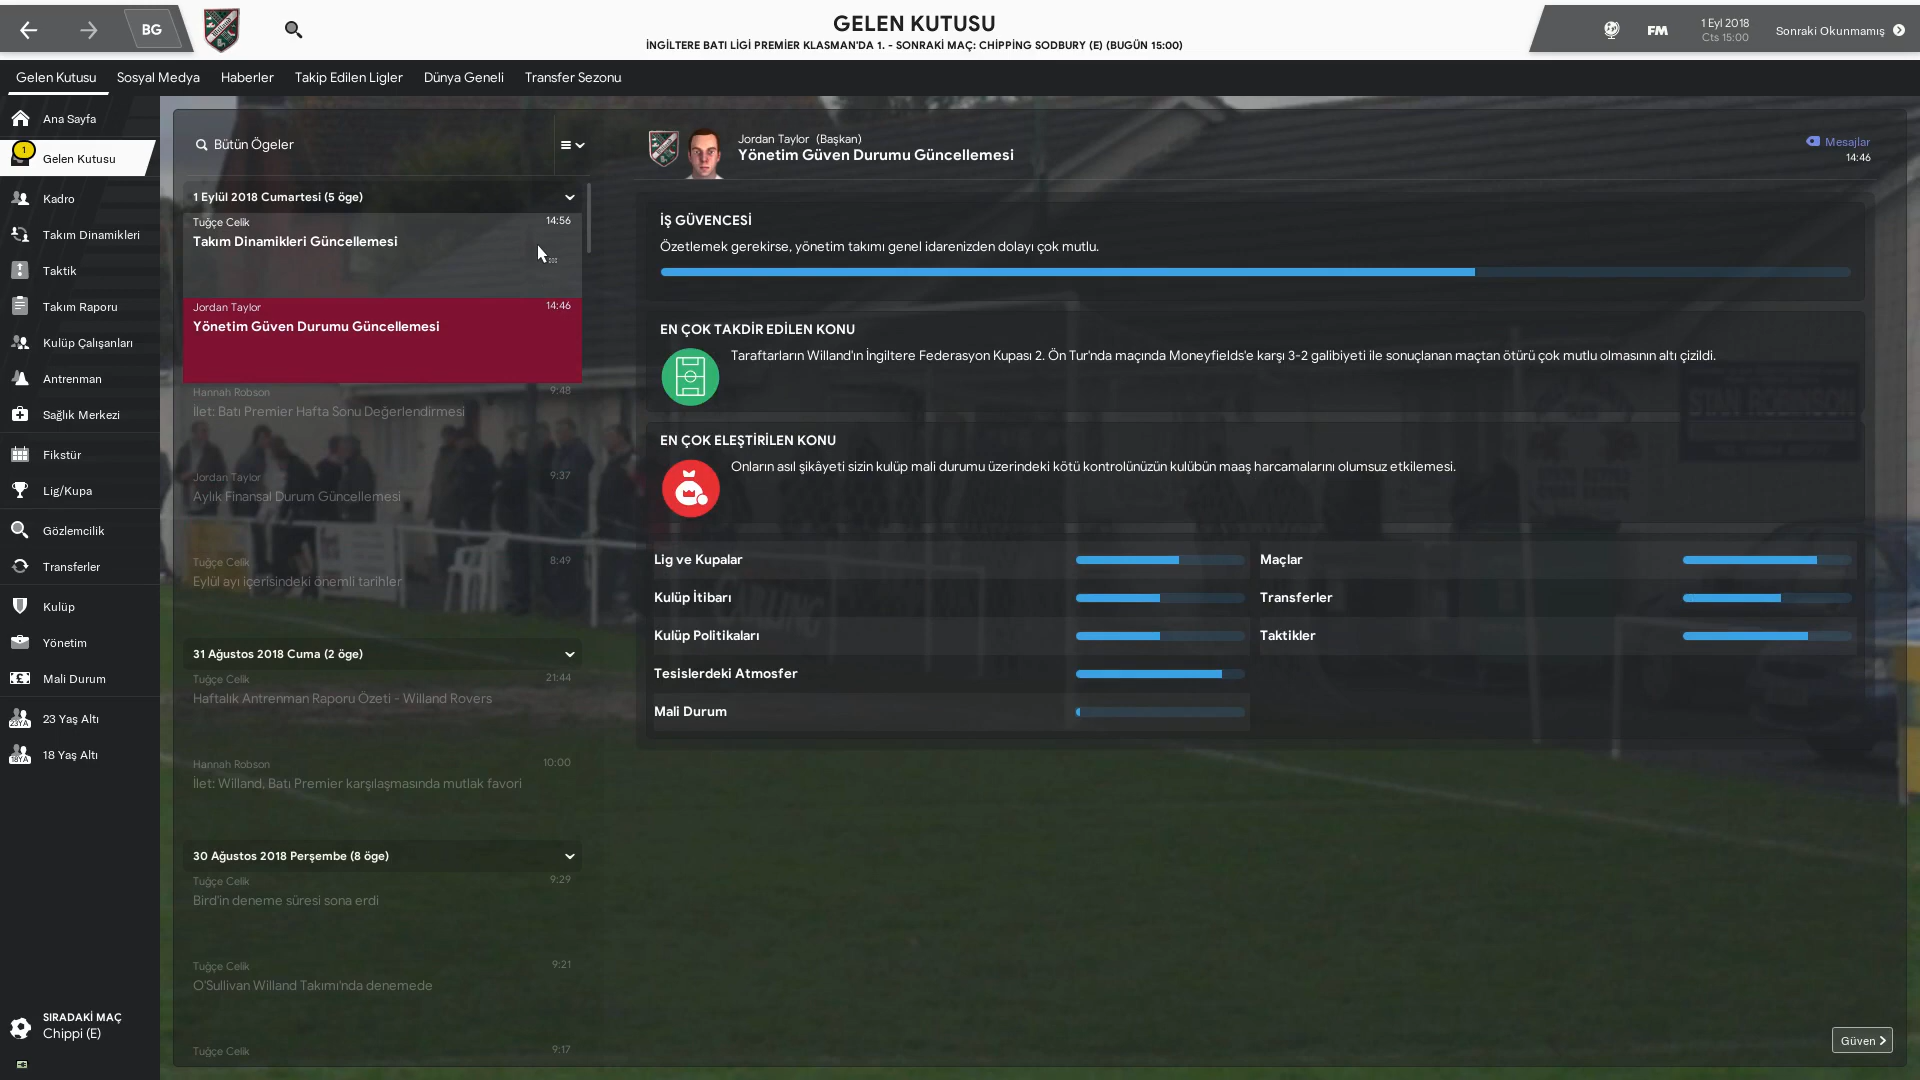 BG
GELEN KUTUSU
İNGİLTERE BATI LİGİ PREMİER KLASMAN'DA 1. - SONRAKİ MAÇ: CHİPPİNG SODBURY (E) (BUGÜN 15:00)
FM
1 Eyl 2018
Cts 15:00
Sonraki Okunmamış
Gelen Kutusu
Sosyal Medya
Haberler
Takip Edilen Ligler
Dünya Geneli
Transfer Sezonu
Ana Sayfa
1
Gelen Kutusu
Kadro
Takım Dinamikleri
Taktik
Takım Raporu
Kulüp Çalışanları
Antrenman
Sağlık Merkezi
Fikstür
Lig/Kupa
Gözlemcilik
Transferler
Kulüp
Yönetim
Mali Durum
23YA
23 Yaş Altı
18YA
18 Yaş Altı
SIRADAKİ MAÇ
Chippi (E)
Bütün Ögeler
1 Eylül 2018 Cumartesi (5 öge)
Tuğçe Celik 14:56
Takım Dinamikleri Güncellemesi
Jordan Taylor 14:46
Yönetim Güven Durumu Güncellemesi
Hannah Robson 9:48
İlet: Batı Premier Hafta Sonu Değerlendirmesi
Jordan Taylor 9:37
Aylık Finansal Durum Güncellemesi
Tuğçe Celik 8:49
Eylül ayı içerisindeki önemli tarihler
31 Ağustos 2018 Cuma (2 öge)
Tuğçe Celik 21:44
Haftalık Antrenman Raporu Özeti - Willand Rovers
Hannah Robson 10:00
İlet: Willand, Batı Premier karşılaşmasında mutlak favori
30 Ağustos 2018 Perşembe (8 öge)
Tuğçe Celik 9:29
Bird'in deneme süresi sona erdi
Tuğçe Celik 9:21
O'Sullivan Willand Takımı'nda denemede
Tuğçe Celik 9:17
Jordan Taylor (Başkan)
Yönetim Güven Durumu Güncellemesi
Mesajlar
14:46
İŞ GÜVENCESİ
Özetlemek gerekirse, yönetim takımı genel idarenizden dolayı çok mutlu.
EN ÇOK TAKDİR EDİLEN KONU
Taraftarların Willand'ın İngiltere Federasyon Kupası 2. Ön Tur'nda maçında Moneyfields'e karşı 3-2 galibiyeti ile sonuçlanan maçtan ötürü çok mutlu olmasının altı çizildi.
EN ÇOK ELEŞTİRİLEN KONU
Onların asıl şikâyeti sizin kulüp mali durumu üzerindeki kötü kontrolünüzün kulübün maaş harcamalarını olumsuz etkilemesi.
Lig ve Kupalar
Maçlar
Kulüp İtibarı
Transferler
Kulüp Politikaları
Taktikler
Tesislerdeki Atmosfer
Mali Durum
STAN ROBINSON
Güven